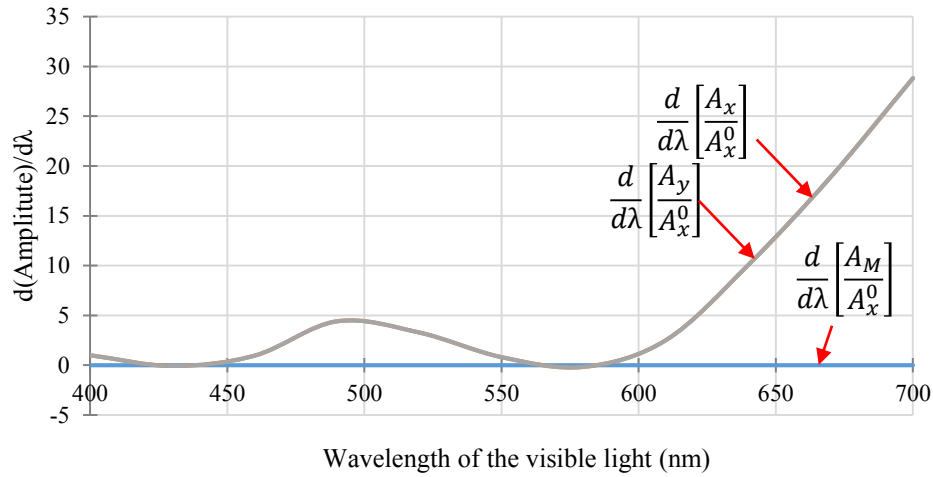 35
30
25
20
15
10
5
0
-5
d(Amplitute)/dλ
d/dλ [A_x/A_x^0]
d/dλ [A_y/A_x^0]
d/dλ [A_M/A_x^0]
400 450 500 550 600 650 700
Wavelength of the visible light (nm)